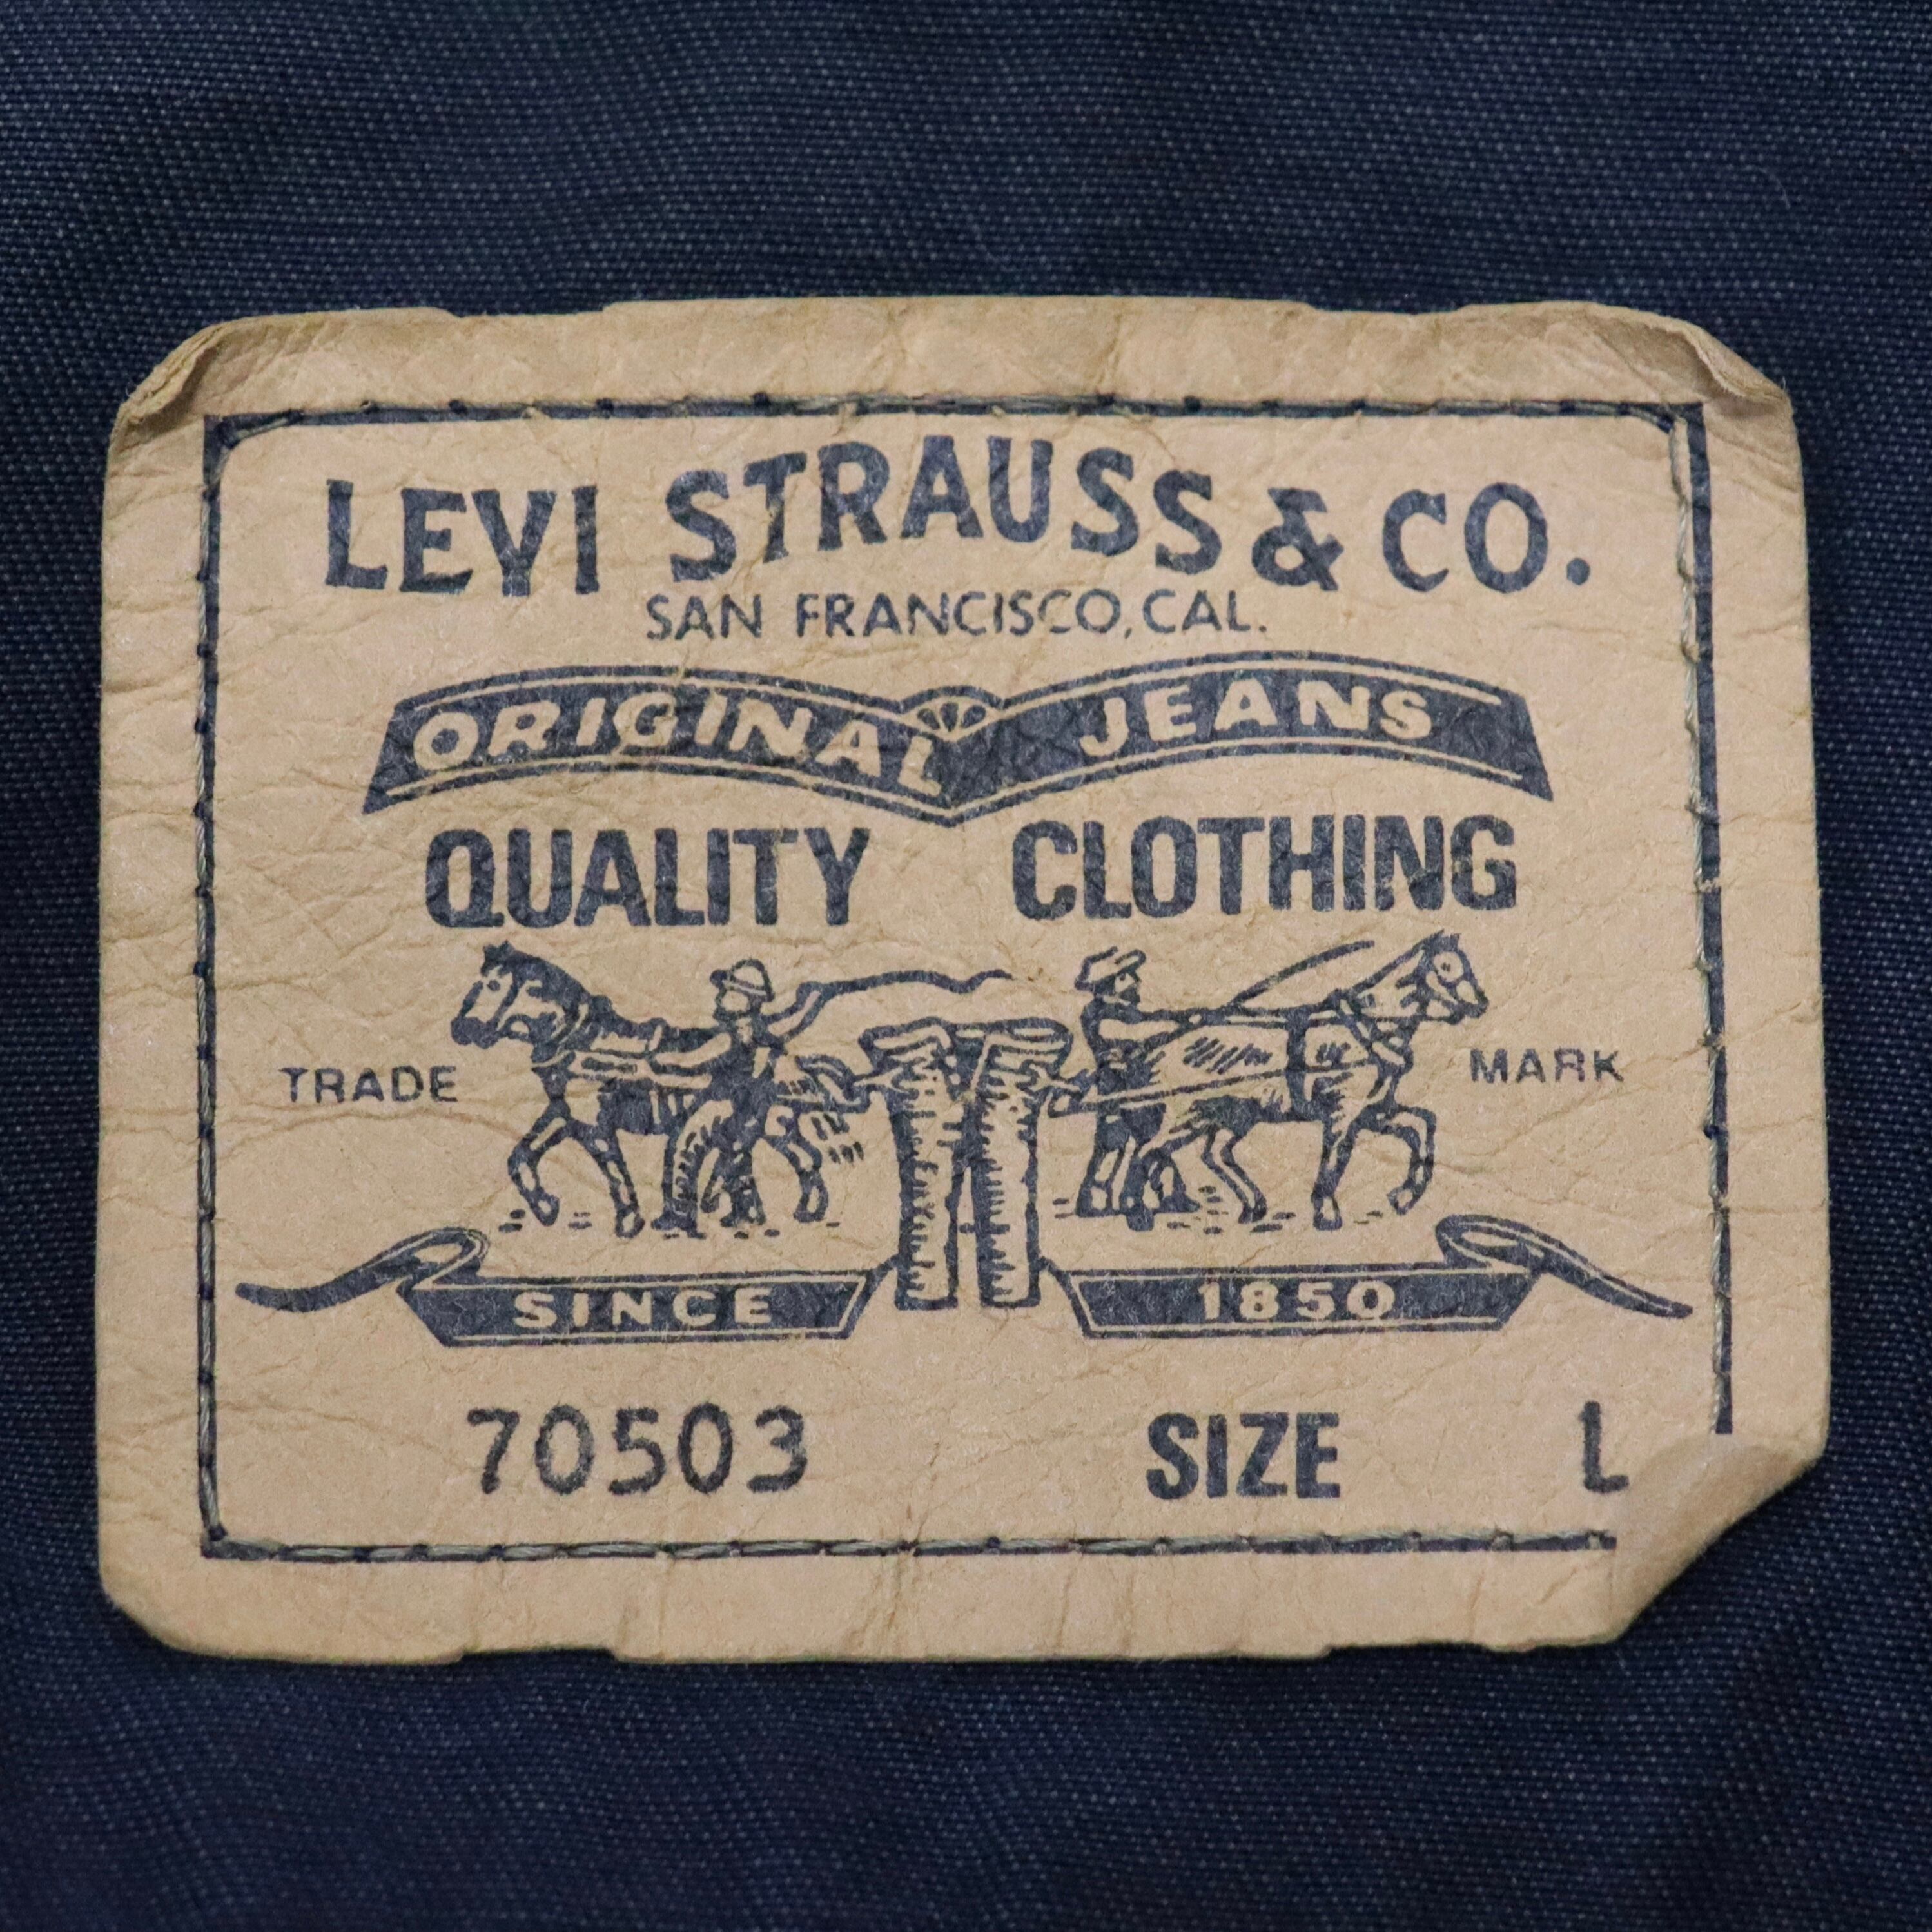 LEVI STRAUSS & CO.
SAN FRANCISCO, CAL.
ORIGINAL JEANS
QUALITY CLOTHING
TRADE MARK
SINCE 1850
70503 SIZE L